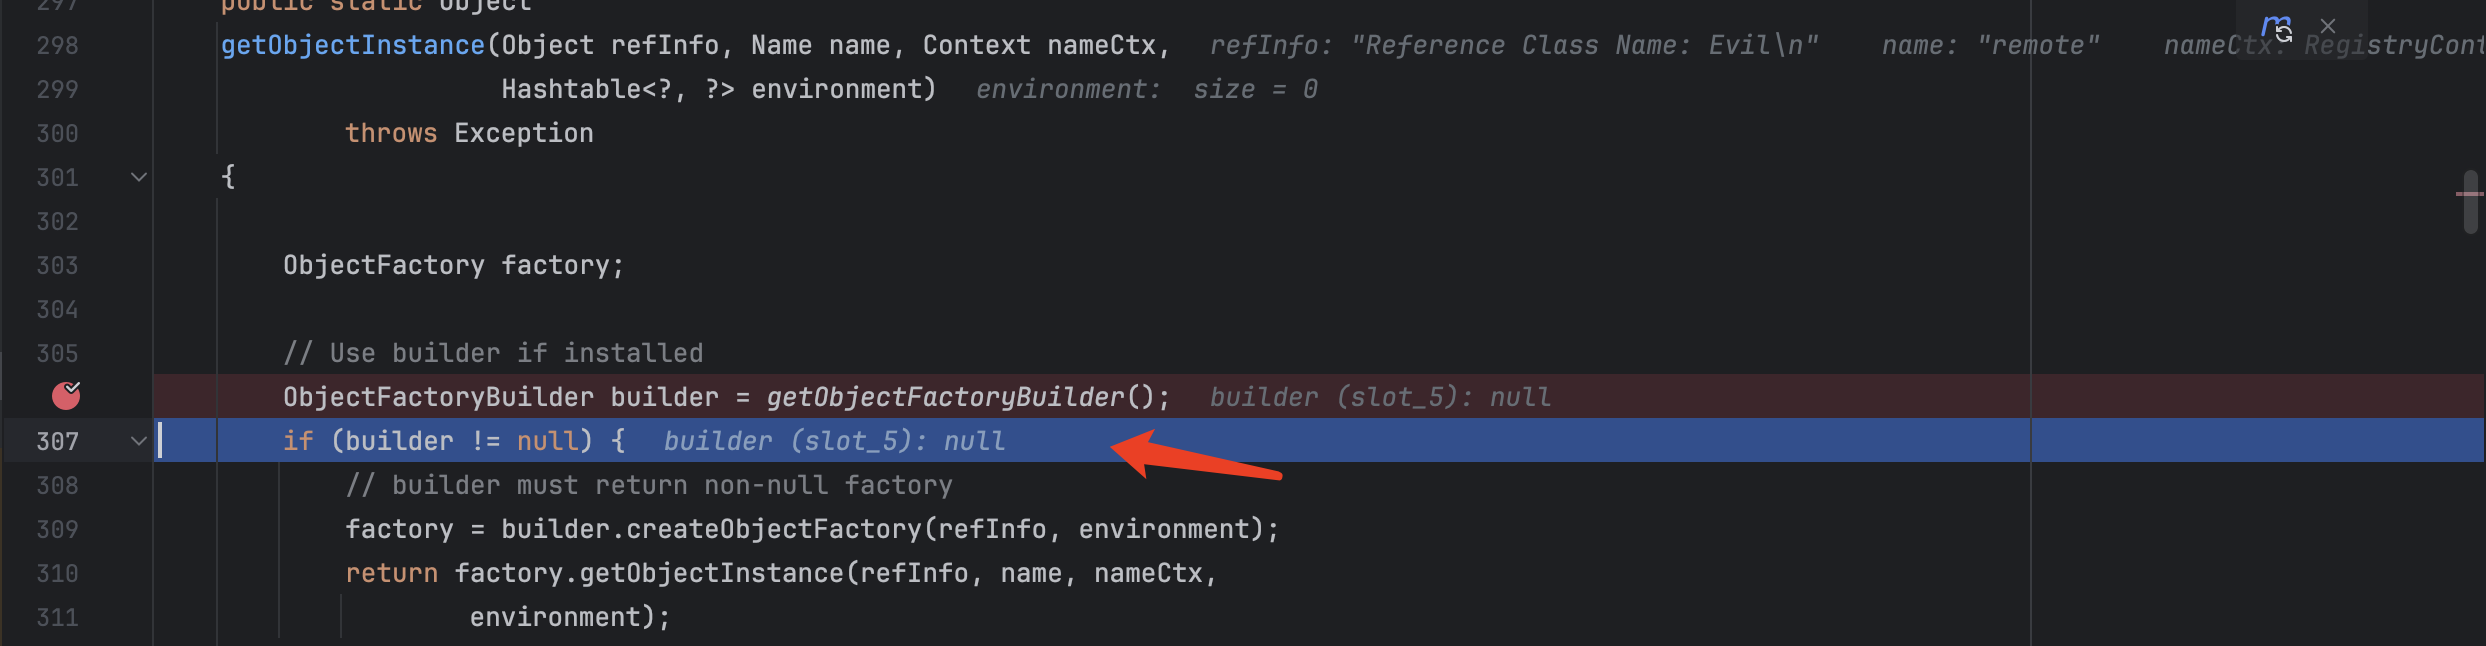 297 public static Object
298 getObjectInstance(Object refInfo, Name name, Context nameCtx, refInfo: "Reference Class Name: Evil\n" name: "remote" nameCtx: RegistryCont
299 Hashtable<?, ?> environment) environment: size = 0
300 throws Exception
301 {
302
303 ObjectFactory factory;
304
305 // Use builder if installed
ObjectFactoryBuilder builder = getObjectFactoryBuilder(); builder (slot_5): null
307 if (builder != null) { builder (slot_5): null
308 // builder must return non-null factory
309 factory = builder.createObjectFactory(refInfo, environment);
310 return factory.getObjectInstance(refInfo, name, nameCtx,
311 environment);